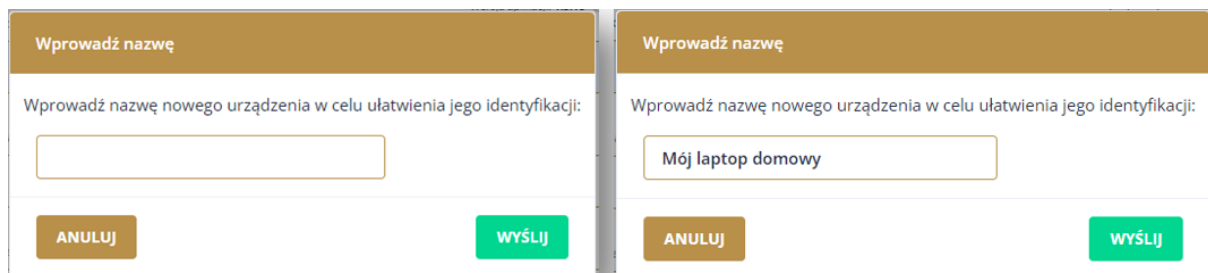 Wprowadź nazwę
Wprowadź nazwę nowego urządzenia w celu ułatwienia jego identyfikacji:
ANULUJ
WYŚLIJ
Wprowadź nazwę
Wprowadź nazwę nowego urządzenia w celu ułatwienia jego identyfikacji:
Mój laptop domowy
ANULUJ
WYŚLIJ